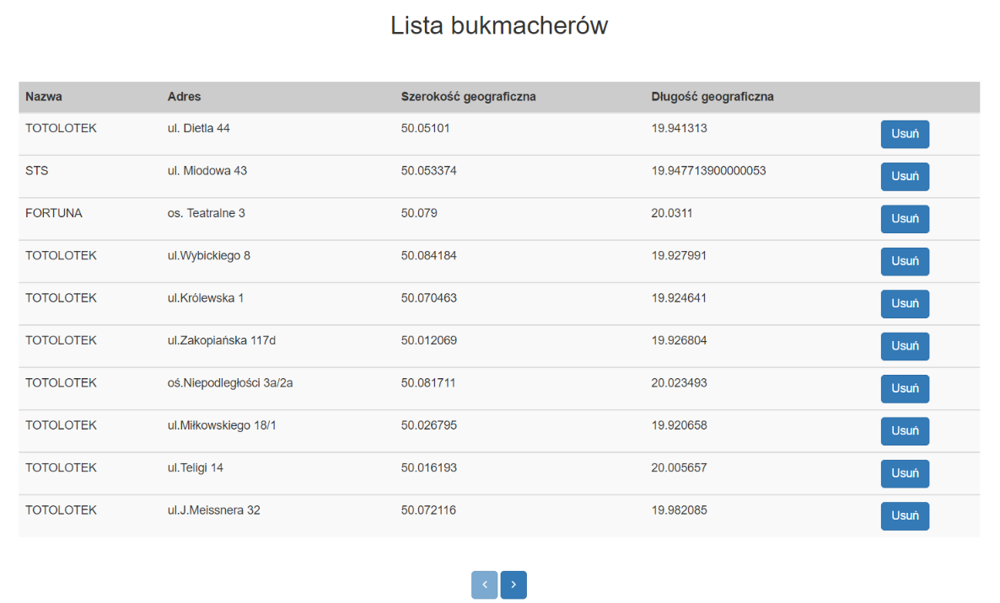 Lista bukmacherów
Nazwa Adres Szerokość geograficzna Długość geograficzna
TOTOLOTEK ul. Dietla 44 50.05101 19.941313 Usuń
STS ul. Miodowa 43 50.053374 19.947713900000053 Usuń
FORTUNA os. Teatralne 3 50.079 20.0311 Usuń
TOTOLOTEK ul.Wybickiego 8 50.084184 19.927991 Usuń
TOTOLOTEK ul.Królewska 1 50.070463 19.924641 Usuń
TOTOLOTEK ul.Zakopiańska 117d 50.012069 19.926804 Usuń
TOTOLOTEK oś.Niepodległości 3a/2a 50.081711 20.023493 Usuń
TOTOLOTEK ul.Miłkowskiego 18/1 50.026795 19.920658 Usuń
TOTOLOTEK ul.Teligi 14 50.016193 20.005657 Usuń
TOTOLOTEK ul.J.Meissnera 32 50.072116 19.982085 Usuń